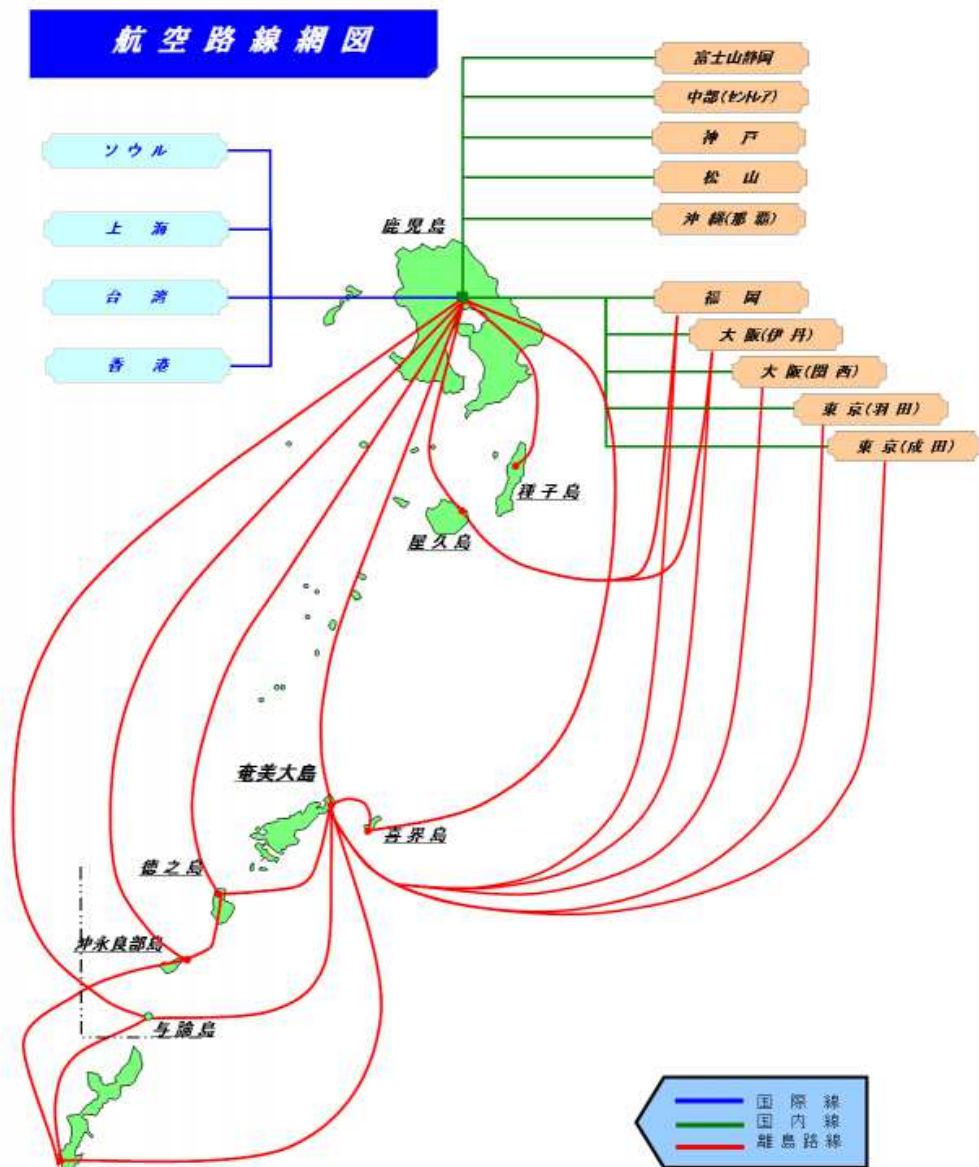 航空路線網図
富士山静岡
中部(セントレア)
神戸
松山
沖縄(那覇)
ソウル
上海
台湾
香港
鹿児島
福岡
大阪(伊丹)
大阪(関西)
東京(羽田)
東京(成田)
種子島
屋久島
奄美大島
喜界島
徳之島
沖永良部島
与論島
国際線
国内線
離島路線